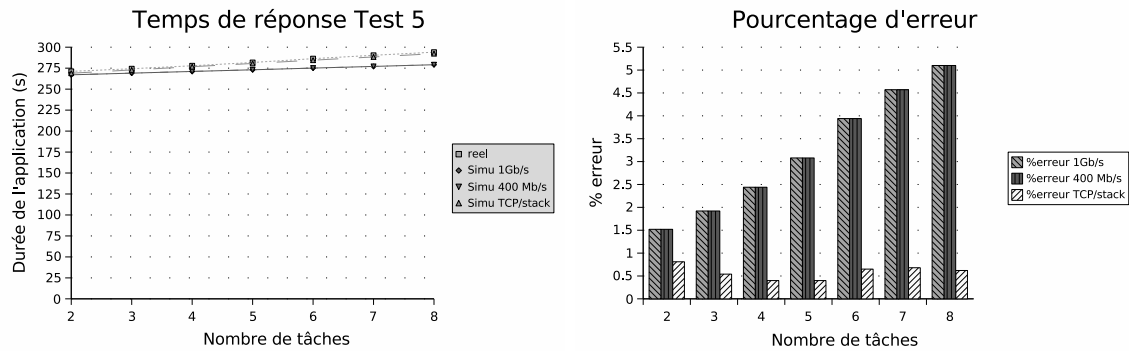 Temps de réponse Test 5
Durée de l'application (s)
300
275
250
225
200
175
150
125
100
75
50
25
0
2 3 4 5 6 7 8
Nombre de tâches
reel
Simu 1Gb/s
Simu 400 Mb/s
Simu TCP/stack
Pourcentage d'erreur
% erreur
5.5
5
4.5
4
3.5
3
2.5
2
1.5
1
0.5
0
2 3 4 5 6 7 8
Nombre de tâches
%erreur 1Gb/s
%erreur 400 Mb/s
%erreur TCP/stack